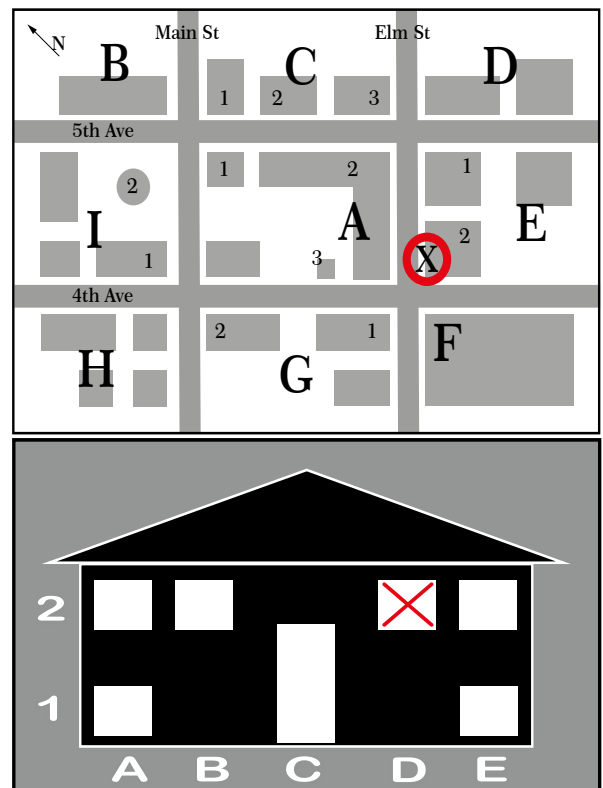 Main St Elm St
N
B C D
1 2 3
5th Ave
1 2 1
2
I A E
2
1 3 X
4th Ave
2 1 F
H G
2
1
A B C D E